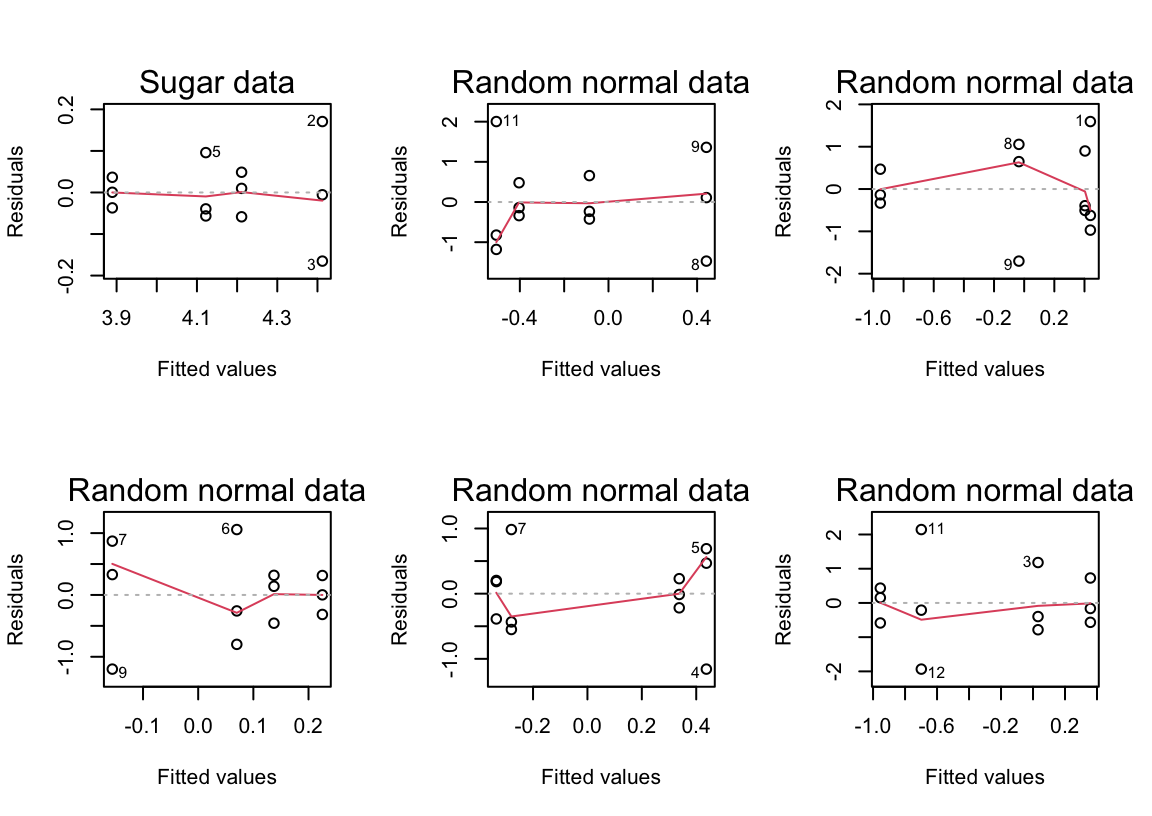 Sugar data
Residuals
0.2
0.0
-0.2
2
5
3
3.9 4.1 4.3
Fitted values
Random normal data
Residuals
2
1
0
-1
11
9
8
-0.4 0.0 0.4
Fitted values
Random normal data
Residuals
2
1
0
-1
-2
1
8
9
-1.0 -0.6 -0.2 0.2
Fitted values
Random normal data
Residuals
1.0
0.0
-1.0
6
7
9
-0.1 0.0 0.1 0.2
Fitted values
Random normal data
Residuals
1.0
0.0
-1.0
7
5
4
-0.2 0.0 0.2 0.4
Fitted values
Random normal data
Residuals
2
1
0
-2
11
3
12
-1.0 -0.6 -0.2 0.2
Fitted values